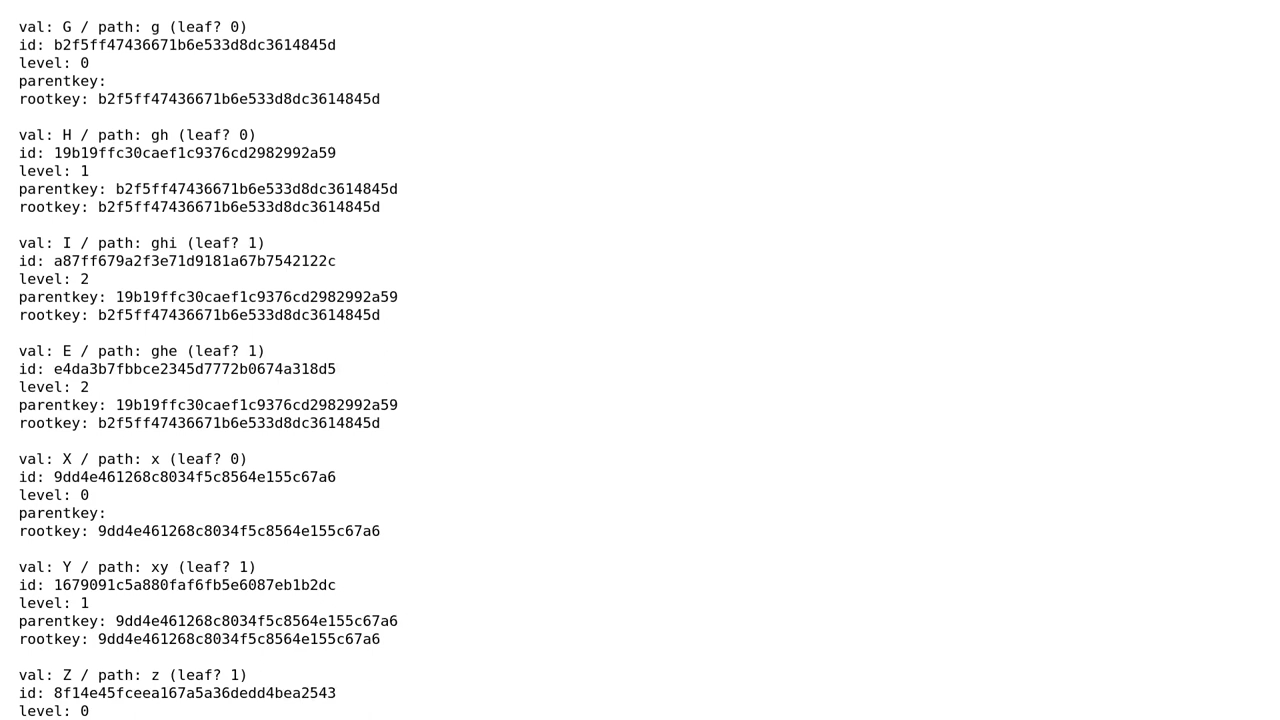 val: G / path: g (leaf? 0)
id: b2f5ff47436671b6e533d8dc3614845d
level: 0
parentkey:
rootkey: b2f5ff47436671b6e533d8dc3614845d
val: H / path: gh (leaf? 0)
id: 19b19ffc30caef1c9376cd2982992a59
level: 1
parentkey: b2f5ff47436671b6e533d8dc3614845d
rootkey: b2f5ff47436671b6e533d8dc3614845d
val: I / path: ghi (leaf? 1)
id: a87ff679a2f3e71d9181a67b7542122c
level: 2
parentkey: 19b19ffc30caef1c9376cd2982992a59
rootkey: b2f5ff47436671b6e533d8dc3614845d
val: E / path: ghe (leaf? 1)
id: e4da3b7fbbce2345d7772b0674a318d5
level: 2
parentkey: 19b19ffc30caef1c9376cd2982992a59
rootkey: b2f5ff47436671b6e533d8dc3614845d
val: X / path: x (leaf? 0)
id: 9dd4e461268c8034f5c8564e155c67a6
level: 0
parentkey:
rootkey: 9dd4e461268c8034f5c8564e155c67a6
val: Y / path: xy (leaf? 1)
id: 1679091c5a880faf6fb5e6087eb1b2dc
level: 1
parentkey: 9dd4e461268c8034f5c8564e155c67a6
rootkey: 9dd4e461268c8034f5c8564e155c67a6
val: Z / path: z (leaf? 1)
id: 8f14e45fceea167a5a36dedd4bea2543
level: 0